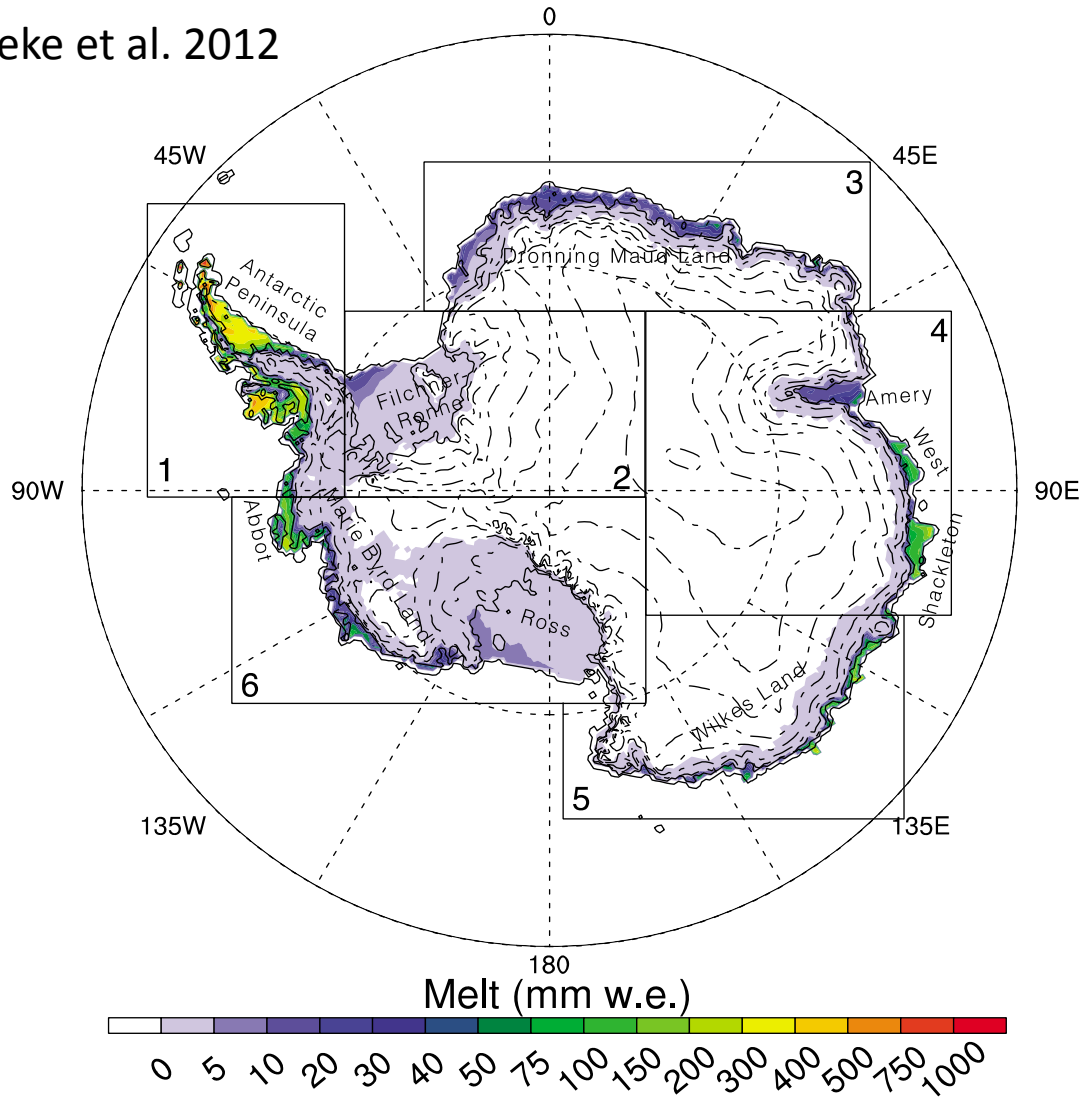 eke et al. 2012
0
45W
45E
3
Antarctic
Peninsula
Dronning Maud Land
4
Filchner
Ronne
Amery
West
1
2
90W
90E
Abbot
Marie Byrd Land
Shackleton
Ross
6
Wilkes Land
5
135W
135E
180
Melt (mm w.e.)
0 5 10 20 30 40 50 75 100 150 200 300 400 500 750 1000